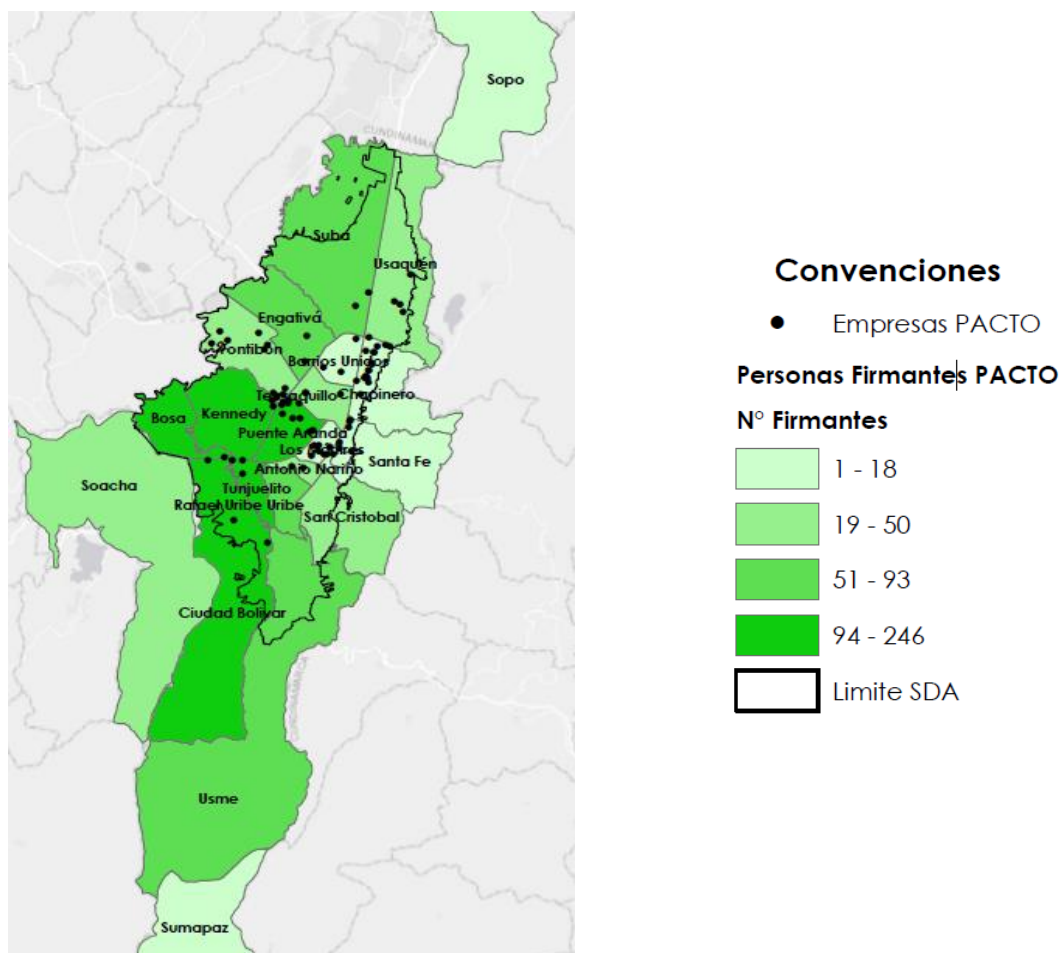 Sopo
CUNDINAMAR
Suba
Usaquén
Engativá
Fontibón
Barrios Unidos
Teusaquillo
Chapinero
Bosa
Kennedy
Puente Aranda
Los Mártires
Santa Fe
Antonio Nariño
Soacha
Tunjuelito
Rafael Uribe Uribe
San Cristobal
Ciudad Bolívar
CUNDINAMARCA
Usme
Sumapaz
Convenciones
Empresas PACTO
Personas Firmantes PACTO
N° Firmantes
1 - 18
19 - 50
51 - 93
94 - 246
Limite SDA